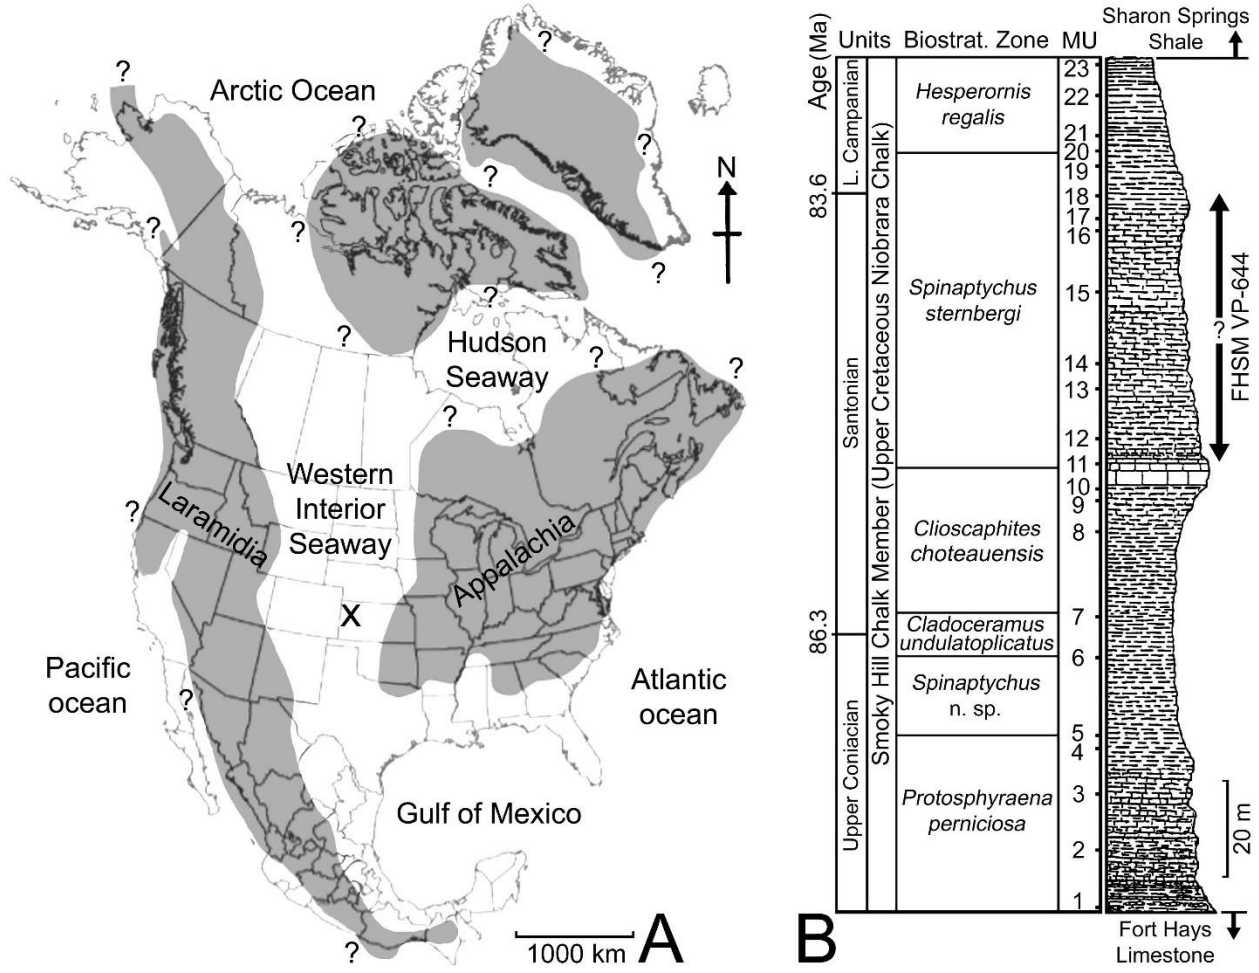 ?
?
Arctic Ocean
?
?
?
N
?
?
?
?
?
?
Hudson
Seaway
?
?
?
Western
Interior
Seaway
Laramidia
Appalachia
?
X
Pacific
ocean
?
Atlantic
ocean
Gulf of Mexico
?
1000 km
A
Sharon Springs
Shale
Age (Ma)
Units
Biostrat. Zone
MU
83.6
86.3
L. Campanian
Santonian
Upper Coniacian
Smoky Hill Chalk Member (Upper Cretaceous Niobrara Chalk)
Hesperornis
regalis
Spinaptychus
sternbergi
Clioscaphites
choteauensis
Cladoceramus
undulatoplicatus
Spinaptychus
n. sp.
Protosphyraena
perniciosa
23
22
21
20
19
18
17
16
15
14
13
12
11
10
9
8
7
6
5
4
3
2
1
?
FHSM VP-644
20 m
B
Fort Hays
Limestone